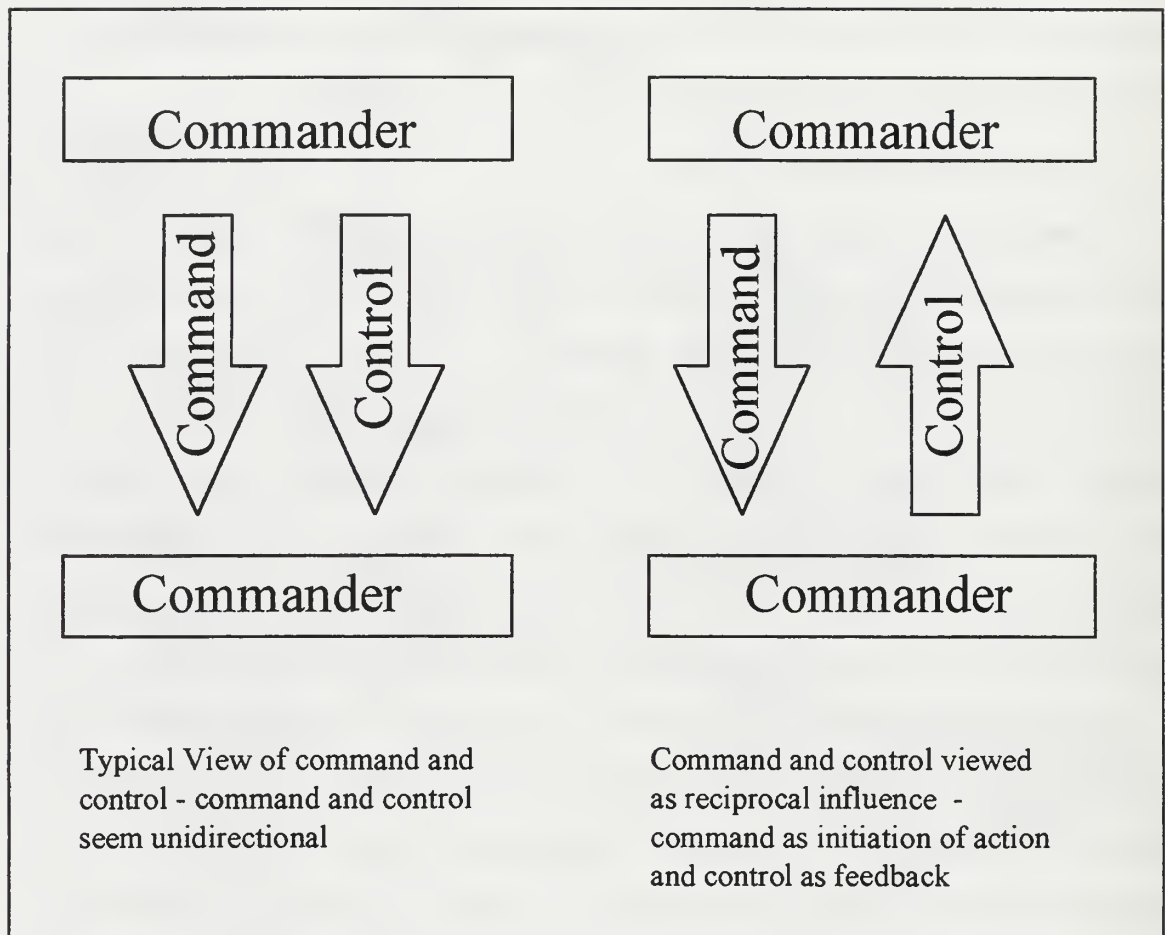 Commander
Command
Control
Commander
Typical View of command and
control - command and control
seem unidirectional
Commander
Command
Control
Commander
Command and control viewed
as reciprocal influence -
command as initiation of action
and control as feedback